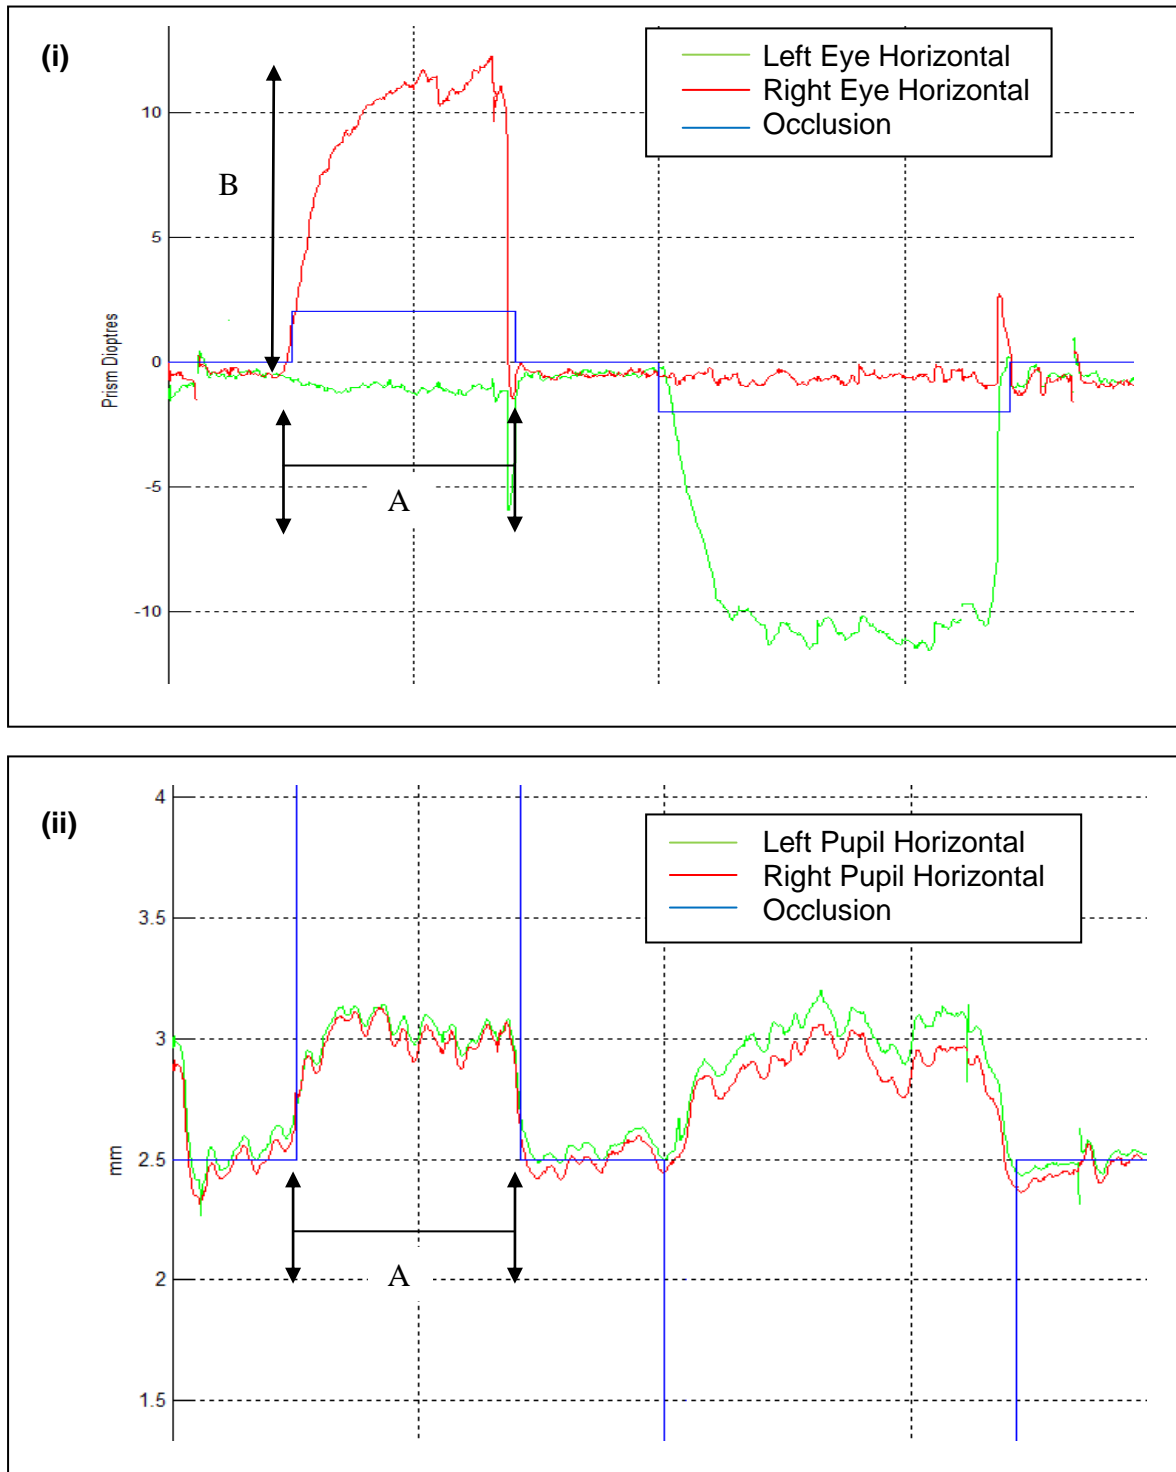 (i)
Left Eye Horizontal
Right Eye Horizontal
Occlusion
10
B
5
0
Prism Dioptres
A
-5
-10
(ii)
4
Left Pupil Horizontal
Right Pupil Horizontal
Occlusion
3.5
3
2.5
mm
A
2
1.5